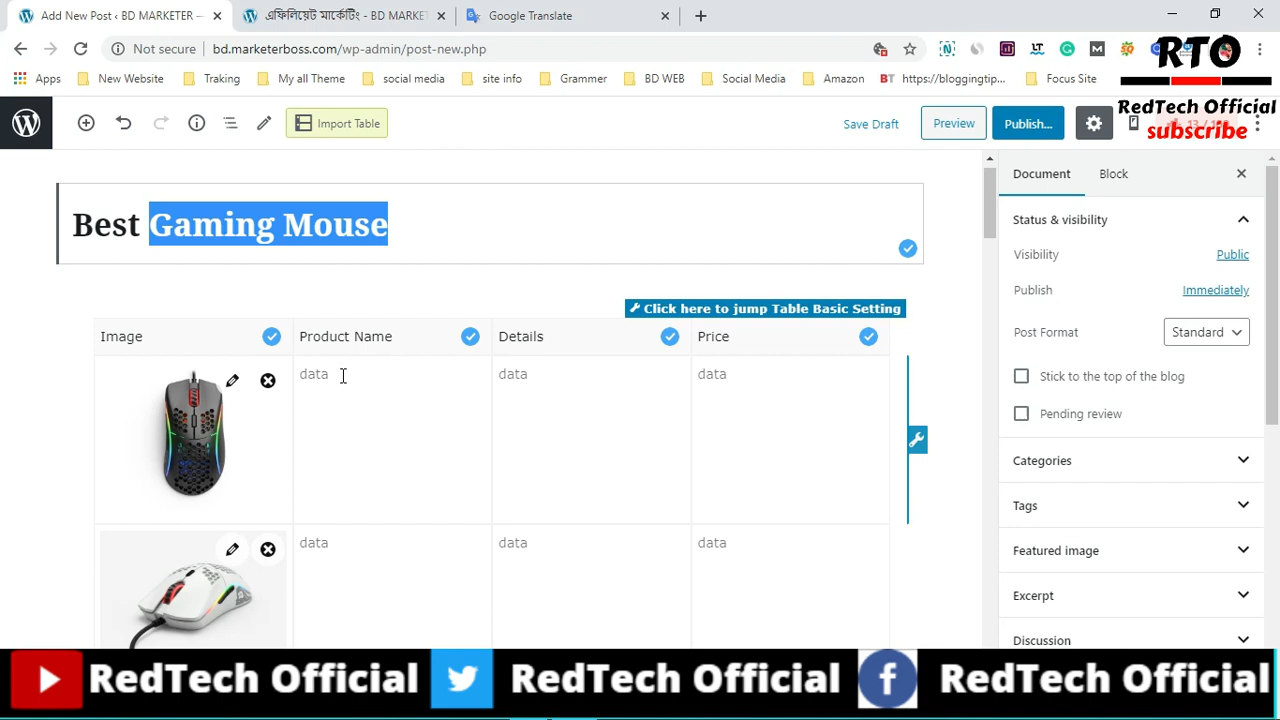 Add New Post ‹ BD MARKETER — ×
এফিলিয়েট মার্কেটিং - BD MARKET ×
Google Translate ×
Not secure bd.marketerboss.com/wp-admin/post-new.php
Apps New Website Traking My all Theme social media site info Grammer BD WEB Social Media Amazon BT https://bloggingtip... Focus Site
RTO
RedTech Official
subscribe
Import Table
Save Draft
Preview
Publish...
Best Gaming Mouse
Click here to jump Table Basic Setting
Image Product Name Details Price
data data data
data data data
Document Block
Status & visibility
Visibility Public
Publish Immediately
Post Format Standard
Stick to the top of the blog
Pending review
Categories
Tags
Featured image
Excerpt
Discussion
RedTech Official RedTech Official RedTech Official